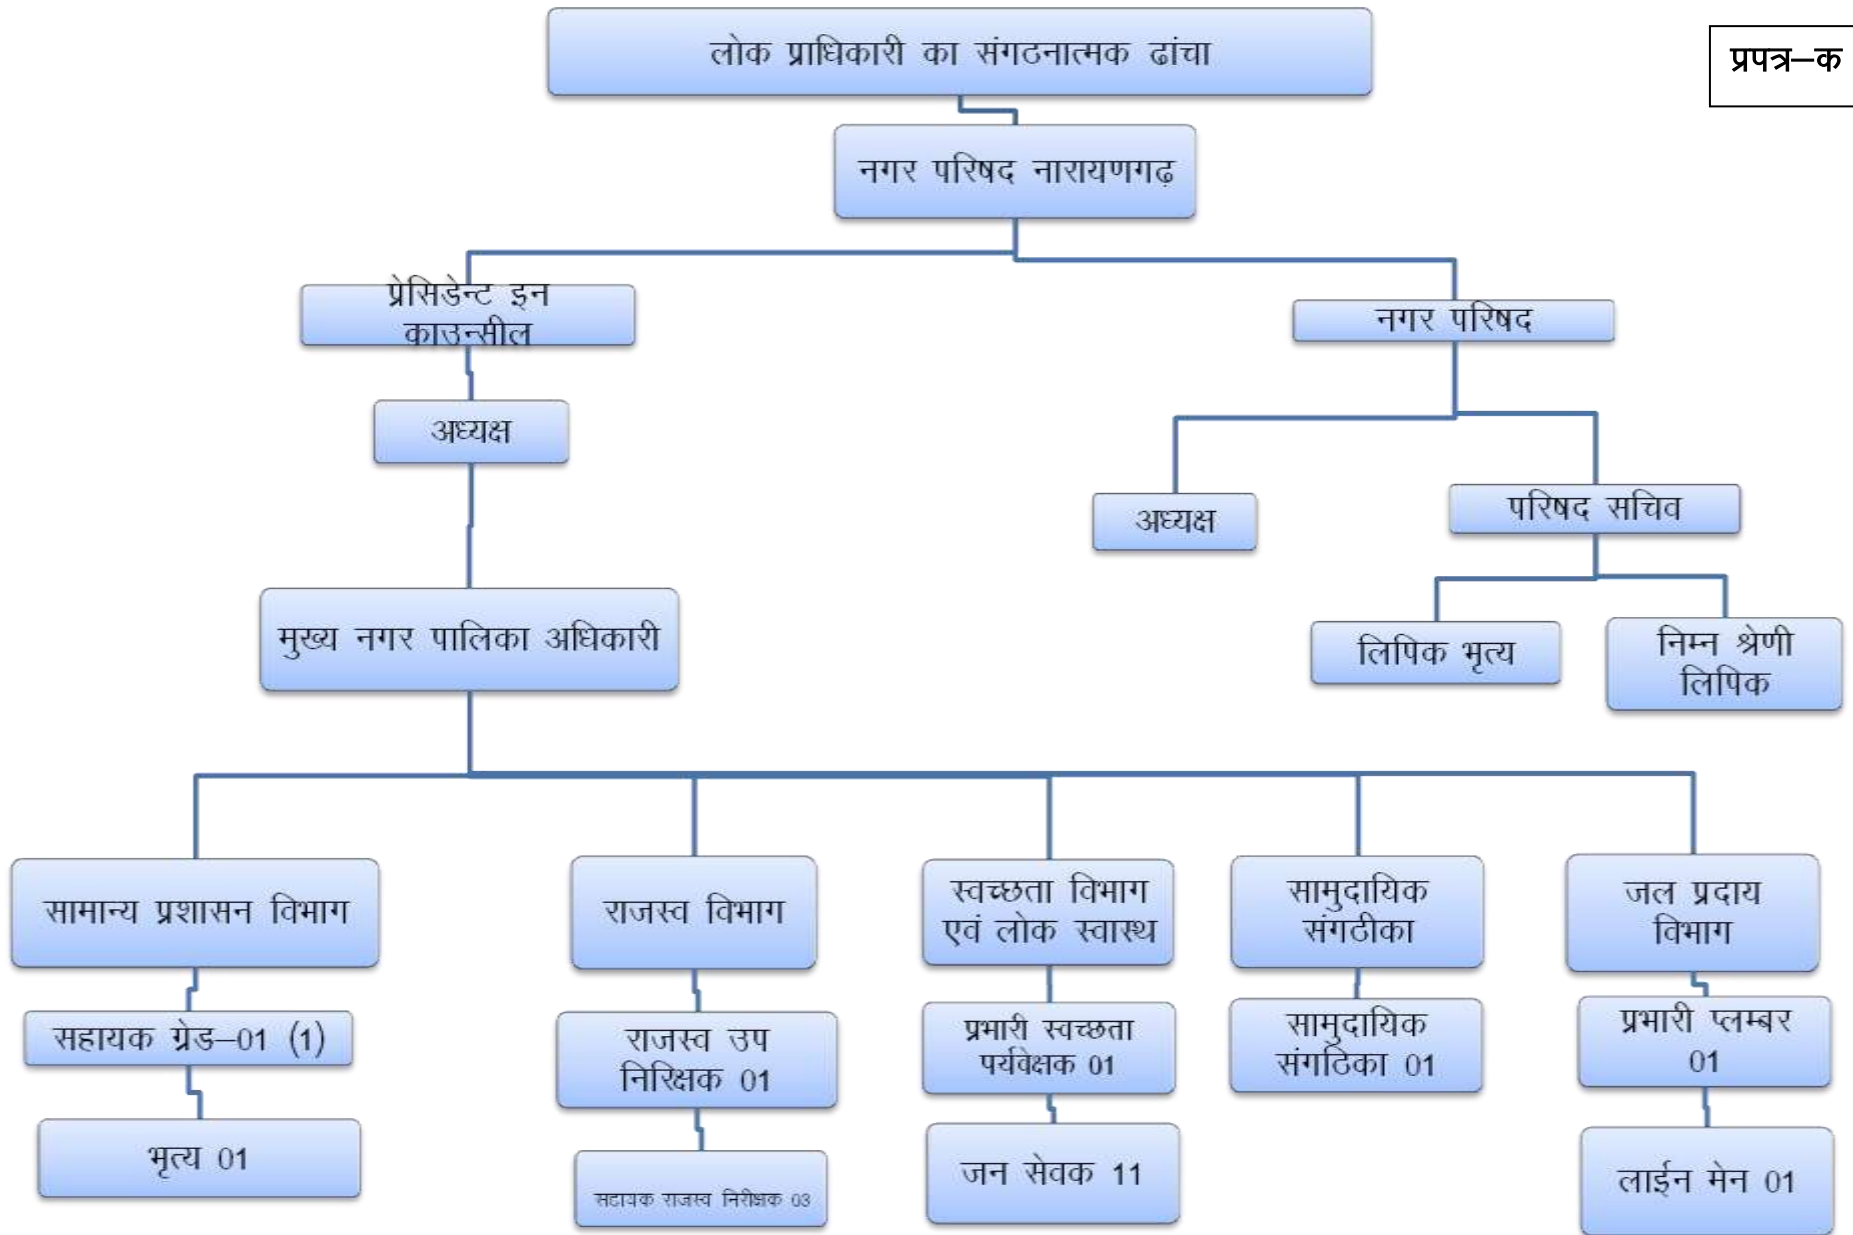 लोक प्राधिकारी का संगठनात्मक ढांचा
प्रपत्र–क
नगर परिषद नारायणगढ़
प्रेसिडेन्ट इन
काउन्सील
नगर परिषद
अध्यक्ष
अध्यक्ष
परिषद सचिव
मुख्य नगर पालिका अधिकारी
लिपिक भृत्य
निम्न श्रेणी
लिपिक
सामान्य प्रशासन विभाग
राजस्व विभाग
स्वच्छता विभाग
एवं लोक स्वास्थ
सामुदायिक
संगठीका
जल प्रदाय
विभाग
सहायक ग्रेड–01 (1)
राजस्व उप
निरिक्षक 01
प्रभारी स्वच्छता
पर्यवेक्षक 01
सामुदायिक
संगठिका 01
प्रभारी प्लम्बर
01
भृत्य 01
सहायक राजस्व निरीक्षक 03
जन सेवक 11
लाईन मेन 01